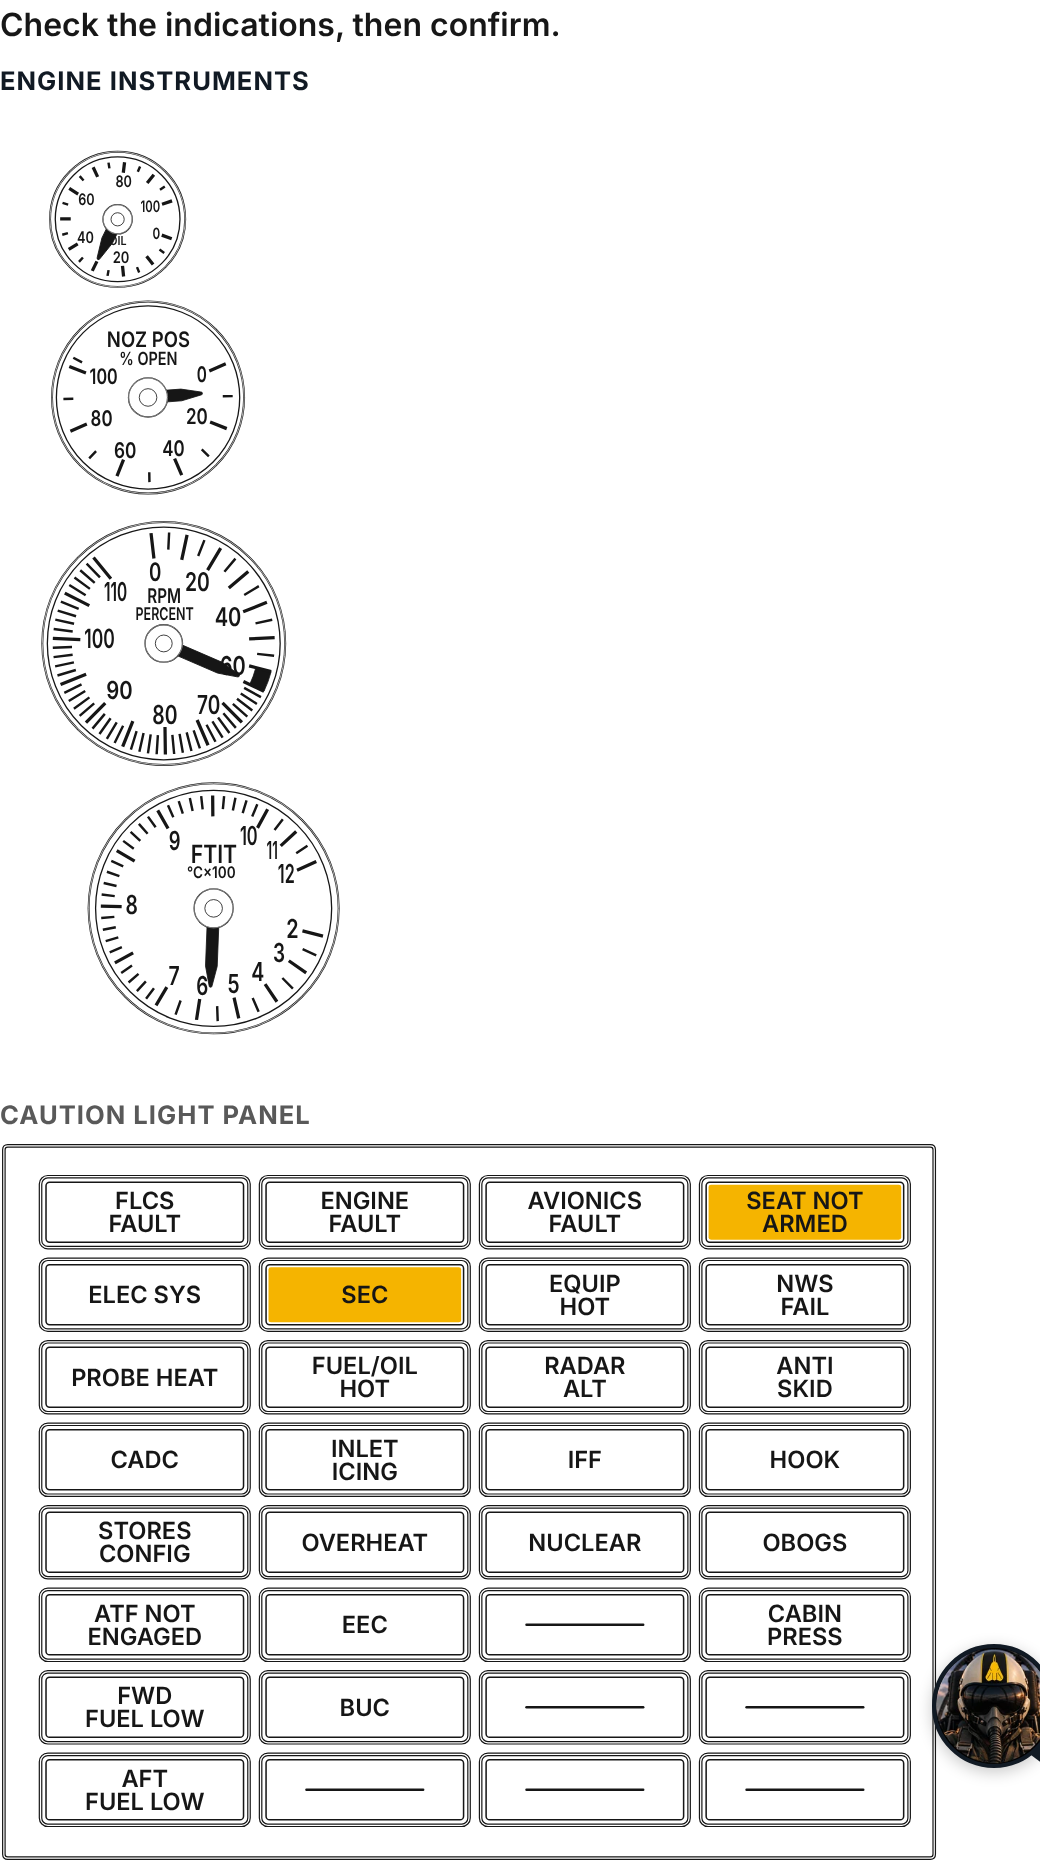 Check the indications, then confirm.
ENGINE INSTRUMENTS
80
60
100
40
OIL
0
20
NOZ POS
% OPEN
100
0
80
20
60
40
0
110
20
RPM
PERCENT
40
100
60
90
70
80
9
10
11
FTIT
°C×100
12
8
2
3
7
6
5
4
CAUTION LIGHT PANEL
FLCS
FAULT
ENGINE
FAULT
AVIONICS
FAULT
SEAT NOT
ARMED
ELEC SYS
SEC
EQUIP
HOT
NWS
FAIL
PROBE HEAT
FUEL/OIL
HOT
RADAR
ALT
ANTI
SKID
CADC
INLET
ICING
IFF
HOOK
STORES
CONFIG
OVERHEAT
NUCLEAR
OBOGS
ATF NOT
ENGAGED
EEC
CABIN
PRESS
FWD
FUEL LOW
BUC
AFT
FUEL LOW